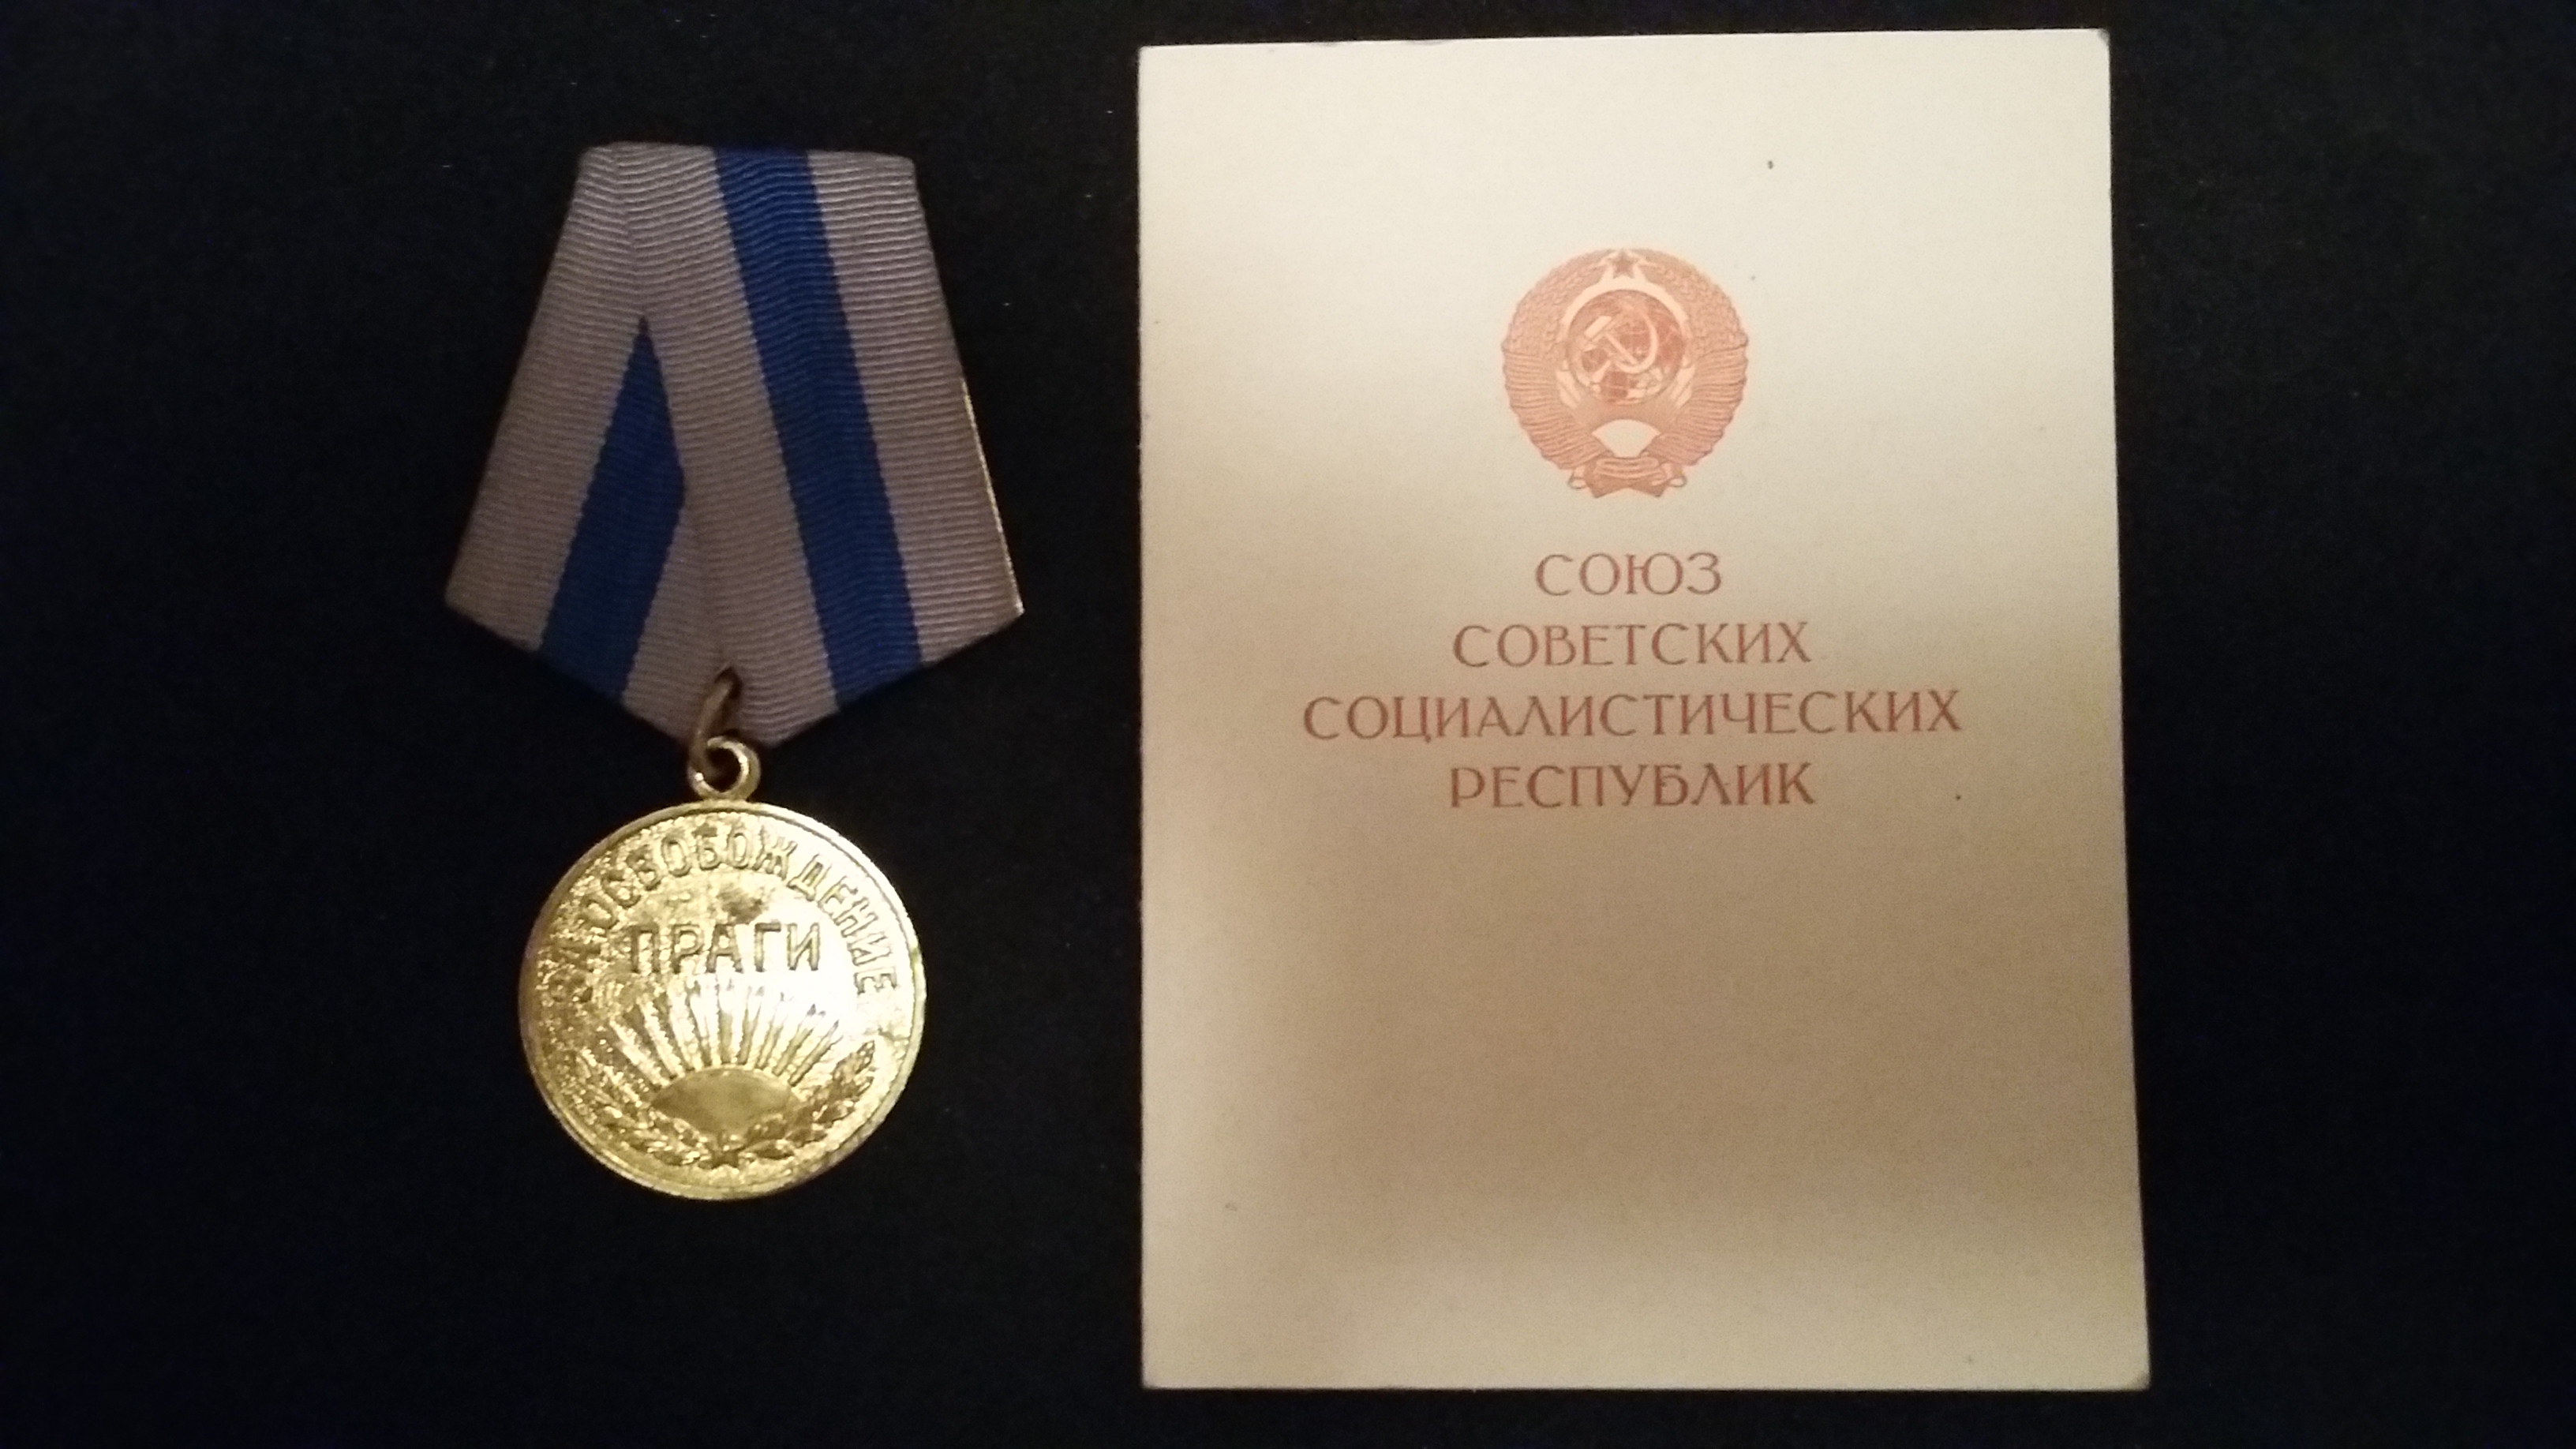 ЗА ОСВОБОЖДЕНИЕ
ПРАГИ
СОЮЗ
СОВЕТСКИХ
СОЦИАЛИСТИЧЕСКИХ
РЕСПУБЛИК